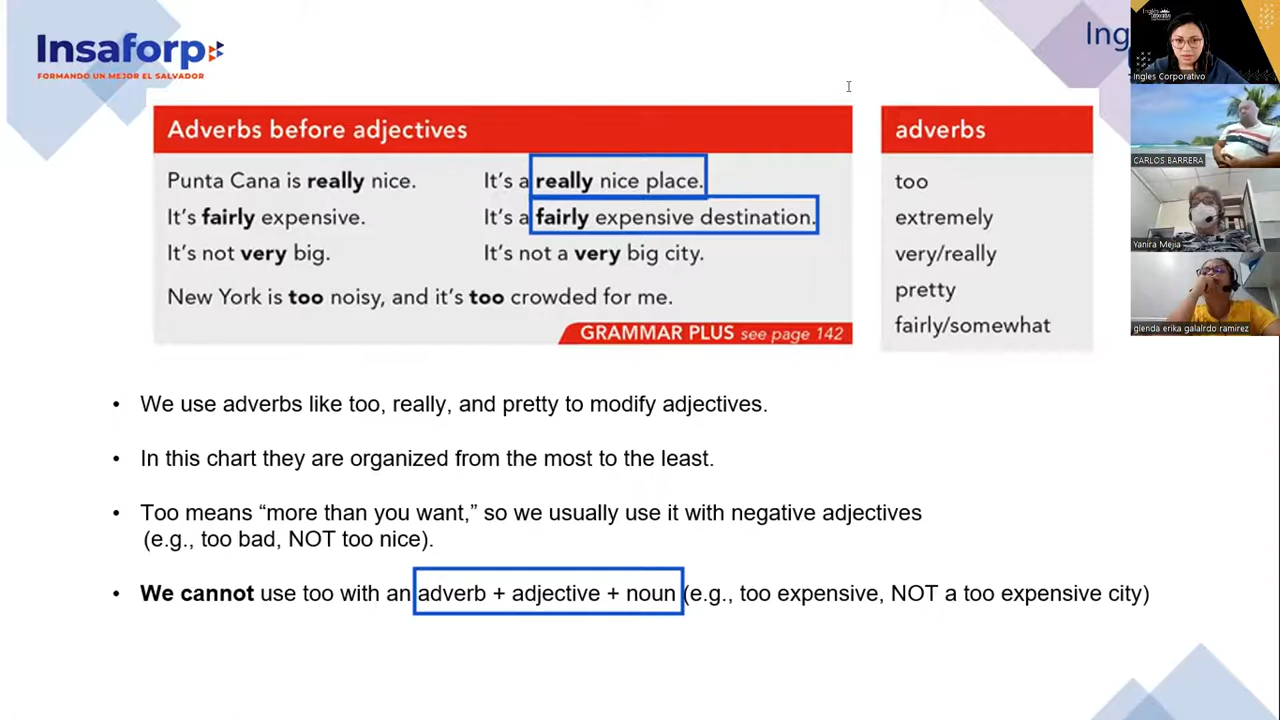 Insaforp
FORMANDO UN MEJOR EL SALVADOR
Ing
Adverbs before adjectives
Punta Cana is really nice. It's a really nice place.
It's fairly expensive. It's a fairly expensive destination.
It's not very big. It's not a very big city.
New York is too noisy, and it's too crowded for me.
GRAMMAR PLUS see page 142
adverbs
too
extremely
very/really
pretty
fairly/somewhat
• We use adverbs like too, really, and pretty to modify adjectives.
• In this chart they are organized from the most to the least.
• Too means “more than you want,” so we usually use it with negative adjectives
(e.g., too bad, NOT too nice).
• We cannot use too with an adverb + adjective + noun (e.g., too expensive, NOT a too expensive city)
Inglés
Corporativo
Ingles Corporativo
CARLOS BARRERA
Yanira Mejia
glenda erika galalrdo ramirez